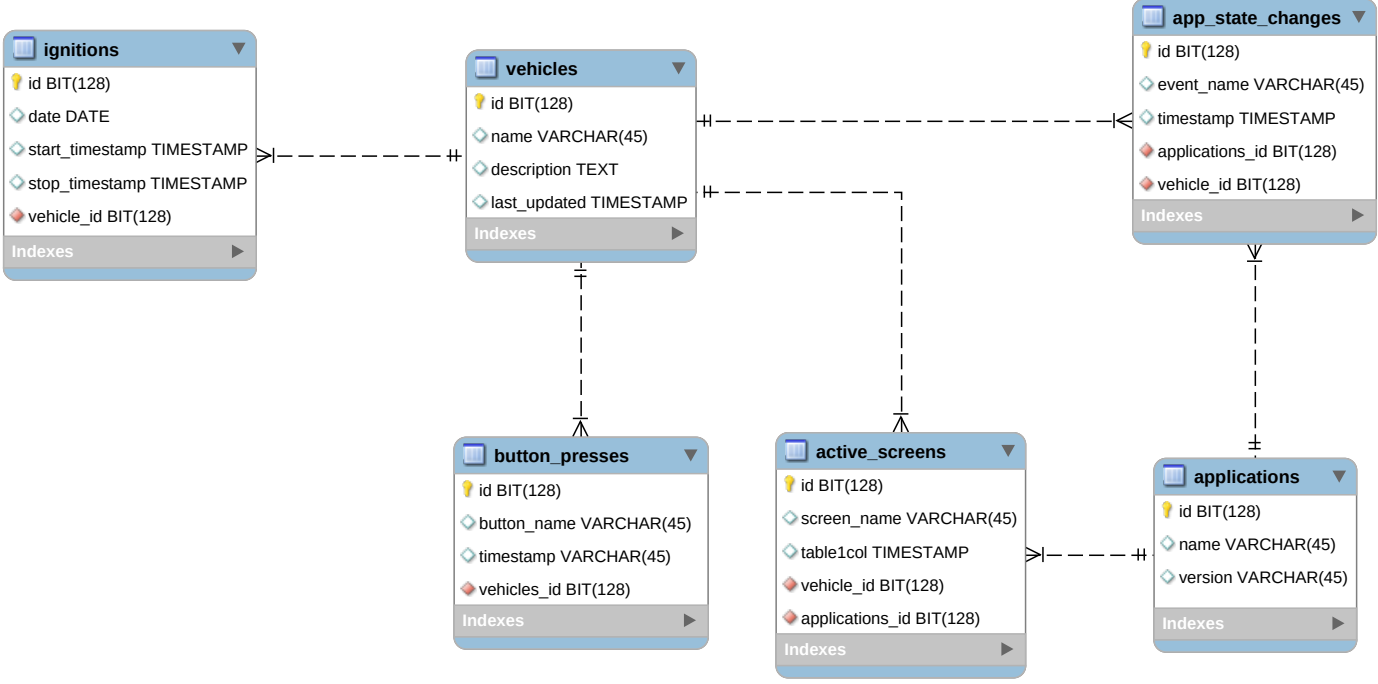 ignitions
id BIT(128)
date DATE
start_timestamp TIMESTAMP
stop_timestamp TIMESTAMP
vehicle_id BIT(128)
Indexes
vehicles
id BIT(128)
name VARCHAR(45)
description TEXT
last_updated TIMESTAMP
Indexes
app_state_changes
id BIT(128)
event_name VARCHAR(45)
timestamp TIMESTAMP
applications_id BIT(128)
vehicle_id BIT(128)
Indexes
button_presses
id BIT(128)
button_name VARCHAR(45)
timestamp VARCHAR(45)
vehicles_id BIT(128)
Indexes
active_screens
id BIT(128)
screen_name VARCHAR(45)
table1col TIMESTAMP
vehicle_id BIT(128)
applications_id BIT(128)
Indexes
applications
id BIT(128)
name VARCHAR(45)
version VARCHAR(45)
Indexes